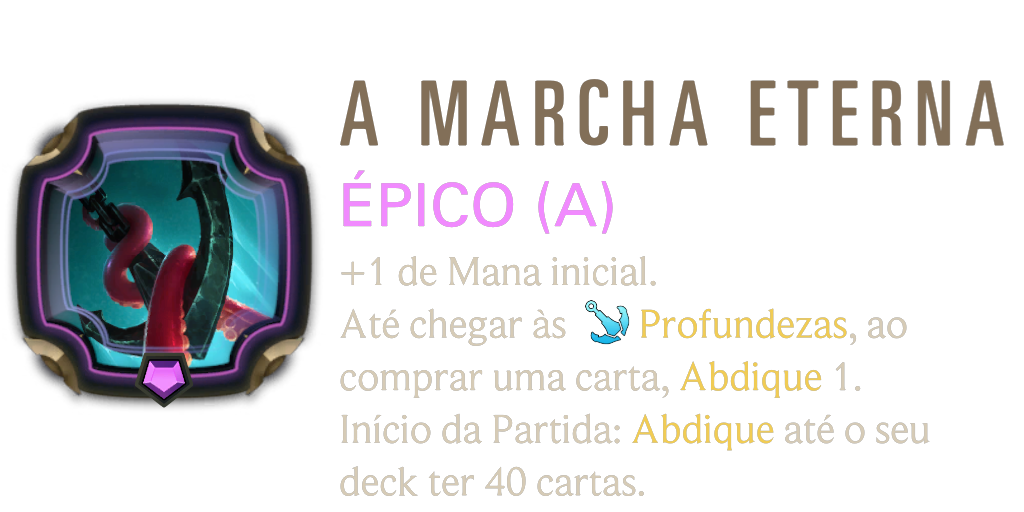 A MARCHA ETERNA
ÉPICO (A)
+1 de Mana inicial.
Até chegar às Profundezas, ao
comprar uma carta, Abdique 1.
Início da Partida: Abdique até o seu
deck ter 40 cartas.